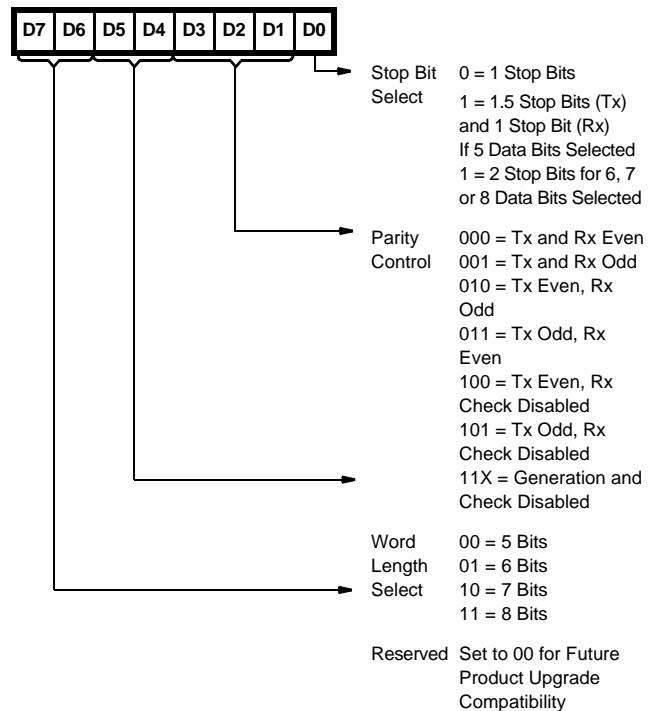 D7 D6 D5 D4 D3 D2 D1 D0
Stop Bit 0 = 1 Stop Bits
Select 1 = 1.5 Stop Bits (Tx)
and 1 Stop Bit (Rx)
If 5 Data Bits Selected
1 = 2 Stop Bits for 6, 7
or 8 Data Bits Selected
Parity 000 = Tx and Rx Even
Control 001 = Tx and Rx Odd
010 = Tx Even, Rx
Odd
011 = Tx Odd, Rx
Even
100 = Tx Even, Rx
Check Disabled
101 = Tx Odd, Rx
Check Disabled
11X = Generation and
Check Disabled
Word 00 = 5 Bits
Length 01 = 6 Bits
Select 10 = 7 Bits
11 = 8 Bits
Reserved Set to 00 for Future
Product Upgrade
Compatibility